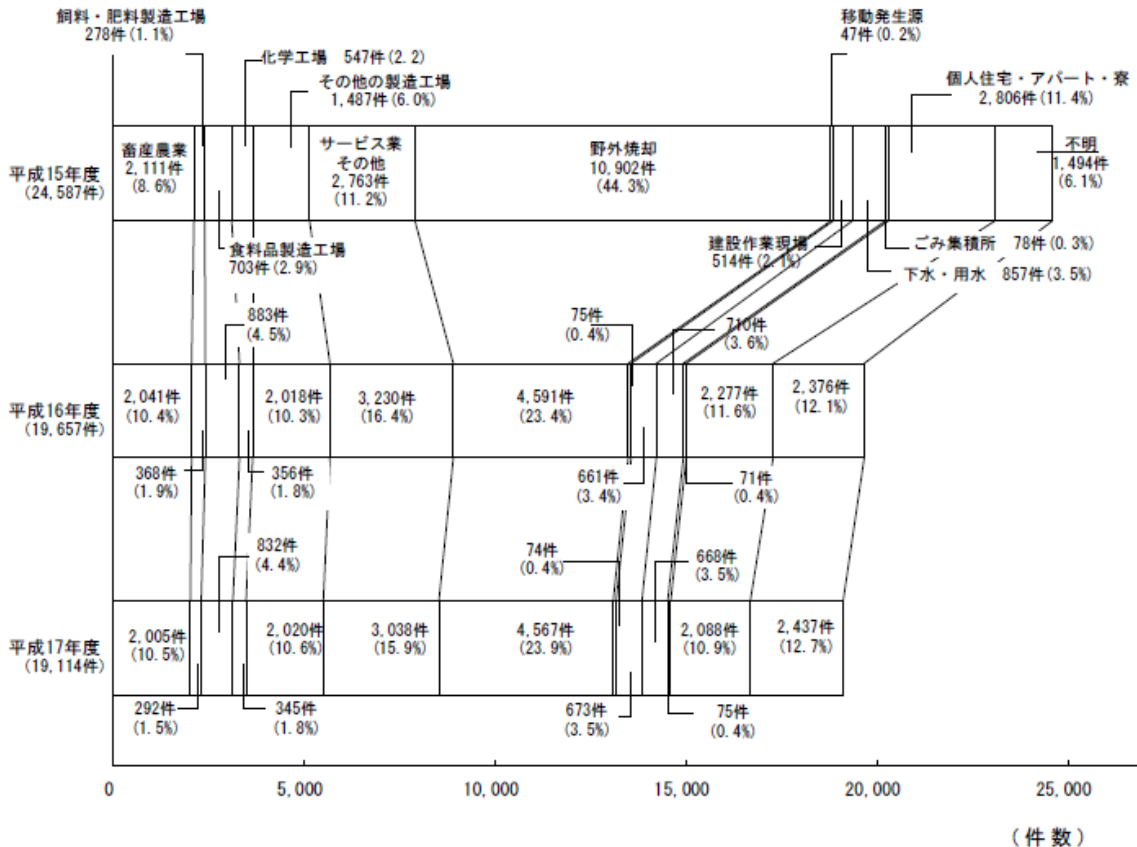 飼料・肥料製造工場
278件(1.1%)
移動発生源
47件(0.2%)
化学工場 547件(2.2)
その他の製造工場
1,487件(6.0%)
個人住宅・アパート・寮
2,806件(11.4%)
平成15年度
(24,587件)
畜産農業
2,111件
(8.6%)
サービス業
その他
2,763件
(11.2%)
野外焼却
10,902件
(44.3%)
不明
1,494件
(6.1%)
食料品製造工場
703件(2.9%)
建設作業現場
514件(2.1%)
ごみ集積所 78件(0.3%)
下水・用水 857件(3.5%)
883件
(4.5%)
75件
(0.4%)
710件
(3.6%)
平成16年度
(19,657件)
2,041件
(10.4%)
2,018件
(10.3%)
3,230件
(16.4%)
4,591件
(23.4%)
2,277件
(11.6%)
2,376件
(12.1%)
368件
(1.9%)
356件
(1.8%)
661件
(3.4%)
71件
(0.4%)
832件
(4.4%)
74件
(0.4%)
668件
(3.5%)
平成17年度
(19,114件)
2,005件
(10.5%)
2,020件
(10.6%)
3,038件
(15.9%)
4,567件
(23.9%)
2,088件
(10.9%)
2,437件
(12.7%)
292件
(1.5%)
345件
(1.8%)
673件
(3.5%)
75件
(0.4%)
0 5,000 10,000 15,000 20,000 25,000
(件数)